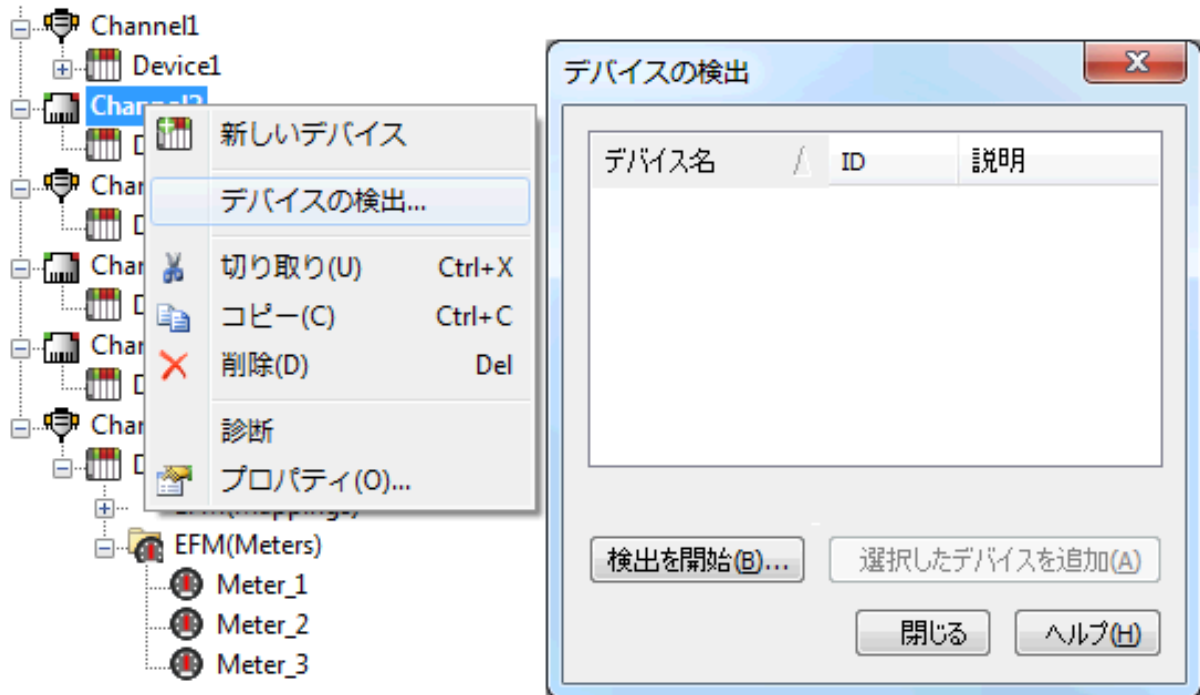 Channel1
Device1
新しいデバイス
デバイスの検出...
切り取り(U) Ctrl+X
コピー(C) Ctrl+C
削除(D) Del
診断
プロパティ(O)...
EFM(Meters)
Meter_1
Meter_2
Meter_3
デバイスの検出
デバイス名 ID 説明
検出を開始(B)... 選択したデバイスを追加(A)
閉じる ヘルプ(H)